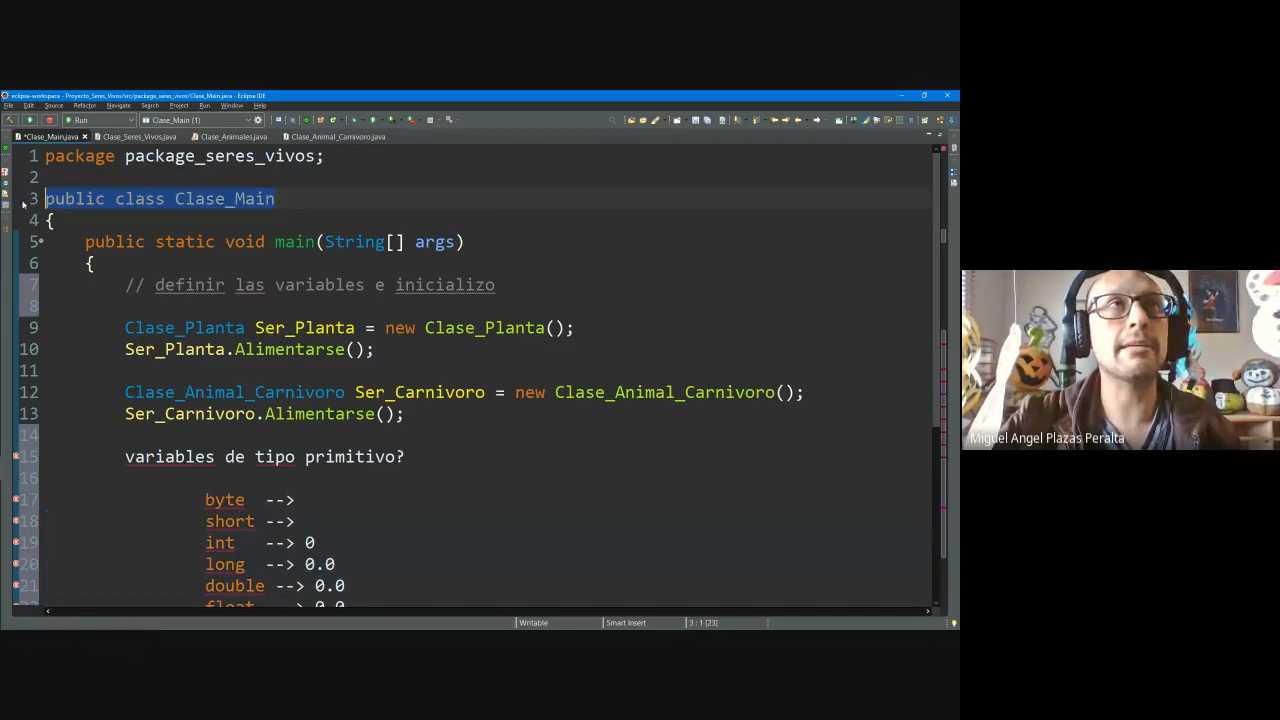 eclipse-workspace - Proyecto_Seres_Vivos/src/package_seres_vivos/Clase_Main.java - Eclipse IDE
File Edit Source Refactor Navigate Search Project Run Window Help
Run Clase_Main (1)
*Clase_Main.java Clase_Seres_Vivos.java Clase_Animales.java Clase_Animal_Carnivoro.java
1 package package_seres_vivos;
2
3 public class Clase_Main
4 {
5 public static void main(String[] args)
6 {
7 // definir las variables e inicializo
8
9 Clase_Planta Ser_Planta = new Clase_Planta();
10 Ser_Planta.Alimentarse();
11
12 Clase_Animal_Carnivoro Ser_Carnivoro = new Clase_Animal_Carnivoro();
13 Ser_Carnivoro.Alimentarse();
14
15 variables de tipo primitivo?
16
17 byte -->
18 short -->
19 int --> 0
20 long --> 0.0
21 double --> 0.0
22 float --> 0.0
Writable Smart Insert 3 : 1 [23]
Miguel Angel Plazas Peralta